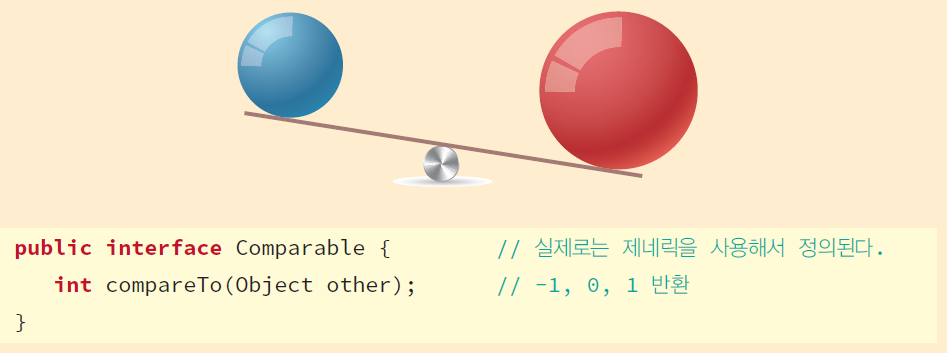 public interface Comparable { // 실제로는 제네릭을 사용해서 정의된다.
int compareTo(Object other); // -1, 0, 1 반환
}